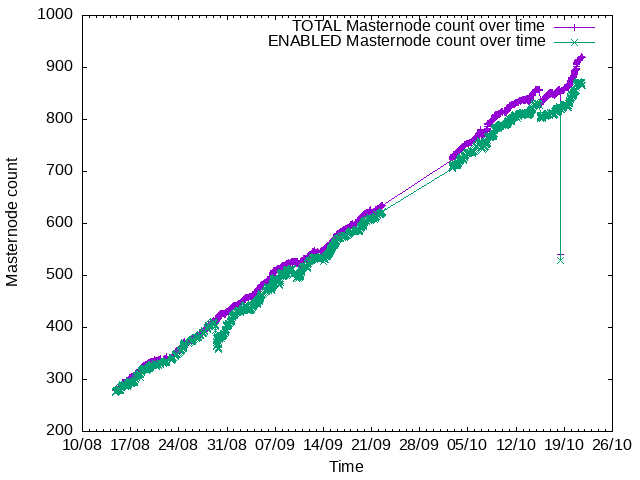 1000
900
800
700
600
500
400
300
200
Masternode count
TOTAL Masternode count over time
ENABLED Masternode count over time
10/08 17/08 24/08 31/08 07/09 14/09 21/09 28/09 05/10 12/10 19/10 26/10
Time